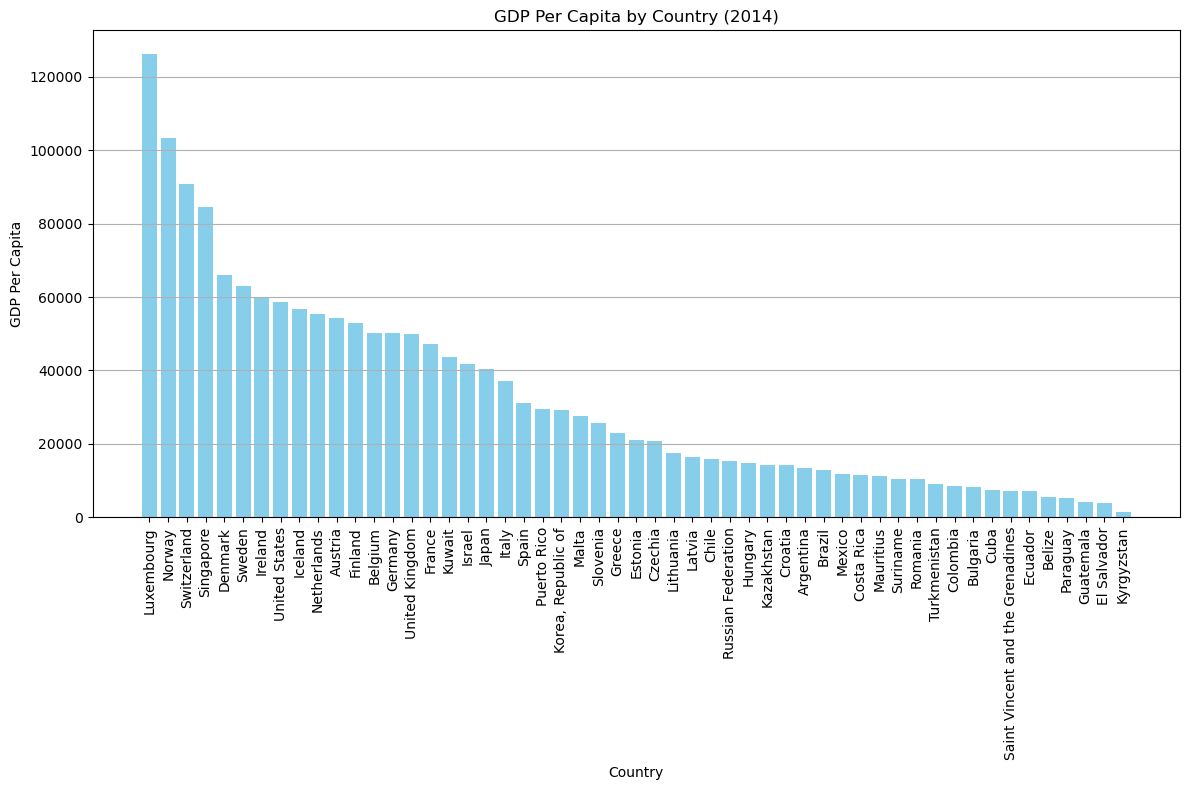 GDP Per Capita by Country (2014)
GDP Per Capita
120000
100000
80000
60000
40000
20000
0
Luxembourg
Norway
Switzerland
Singapore
Denmark
Sweden
Ireland
United States
Iceland
Netherlands
Austria
Finland
Belgium
Germany
United Kingdom
France
Kuwait
Israel
Japan
Italy
Spain
Puerto Rico
Korea, Republic of
Malta
Slovenia
Greece
Estonia
Czechia
Lithuania
Latvia
Chile
Russian Federation
Hungary
Kazakhstan
Croatia
Argentina
Brazil
Mexico
Costa Rica
Mauritius
Suriname
Romania
Turkmenistan
Colombia
Bulgaria
Cuba
Saint Vincent and the Grenadines
Ecuador
Belize
Paraguay
Guatemala
El Salvador
Kyrgyzstan
Country